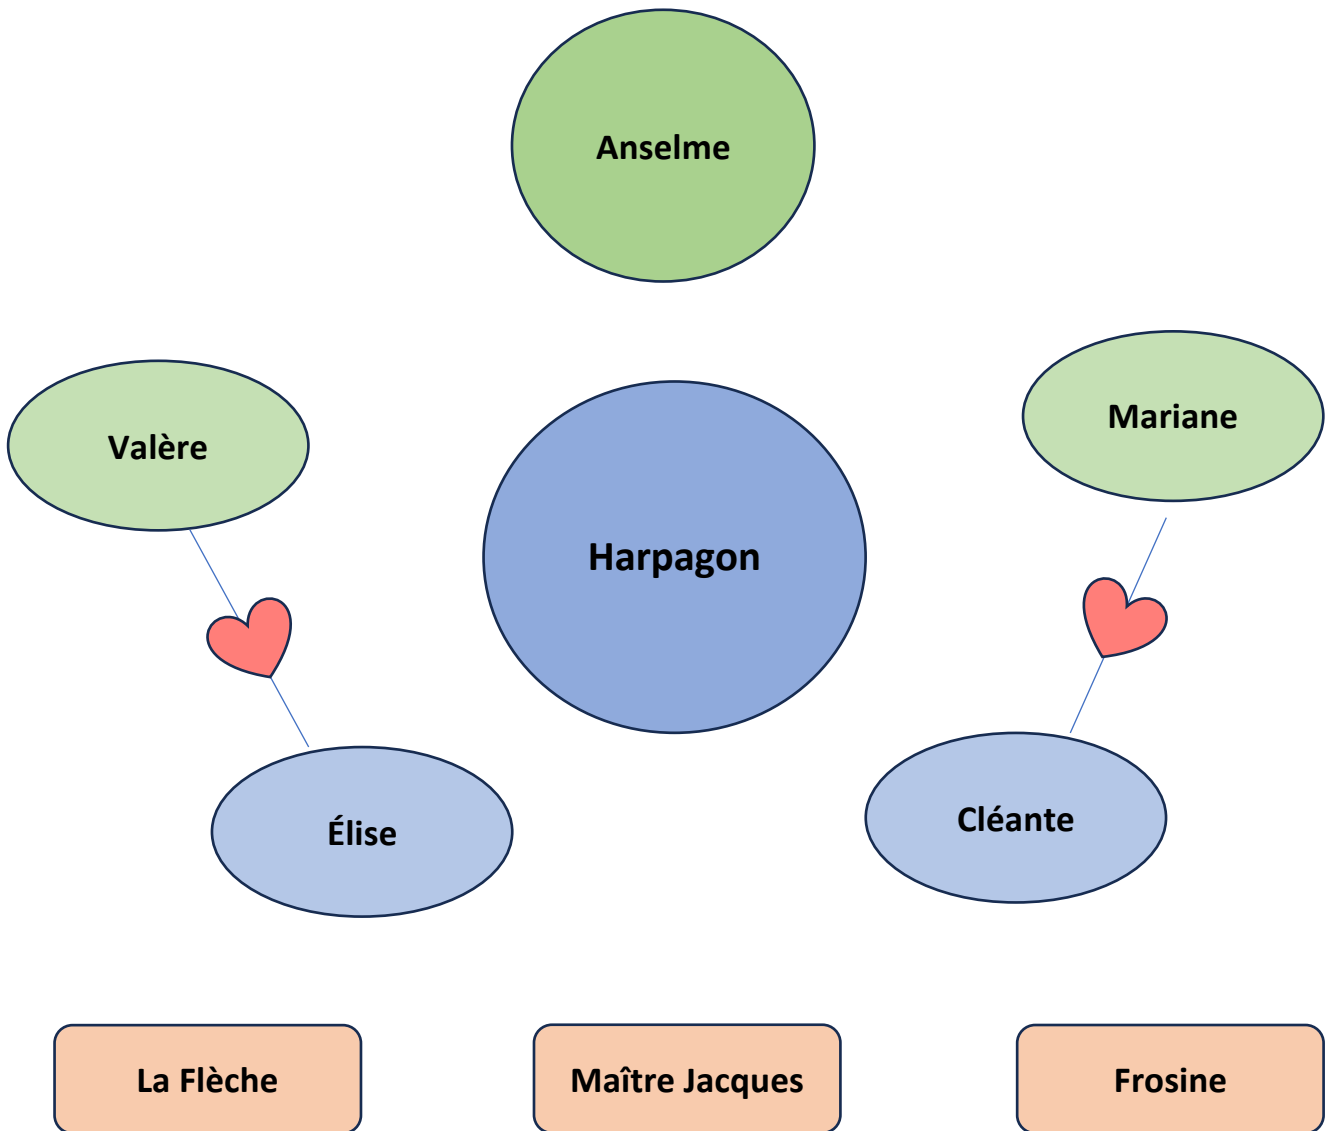 Anselme
Mariane
Valère
Harpagon
Cléante
Élise
La Flèche
Maître Jacques
Frosine